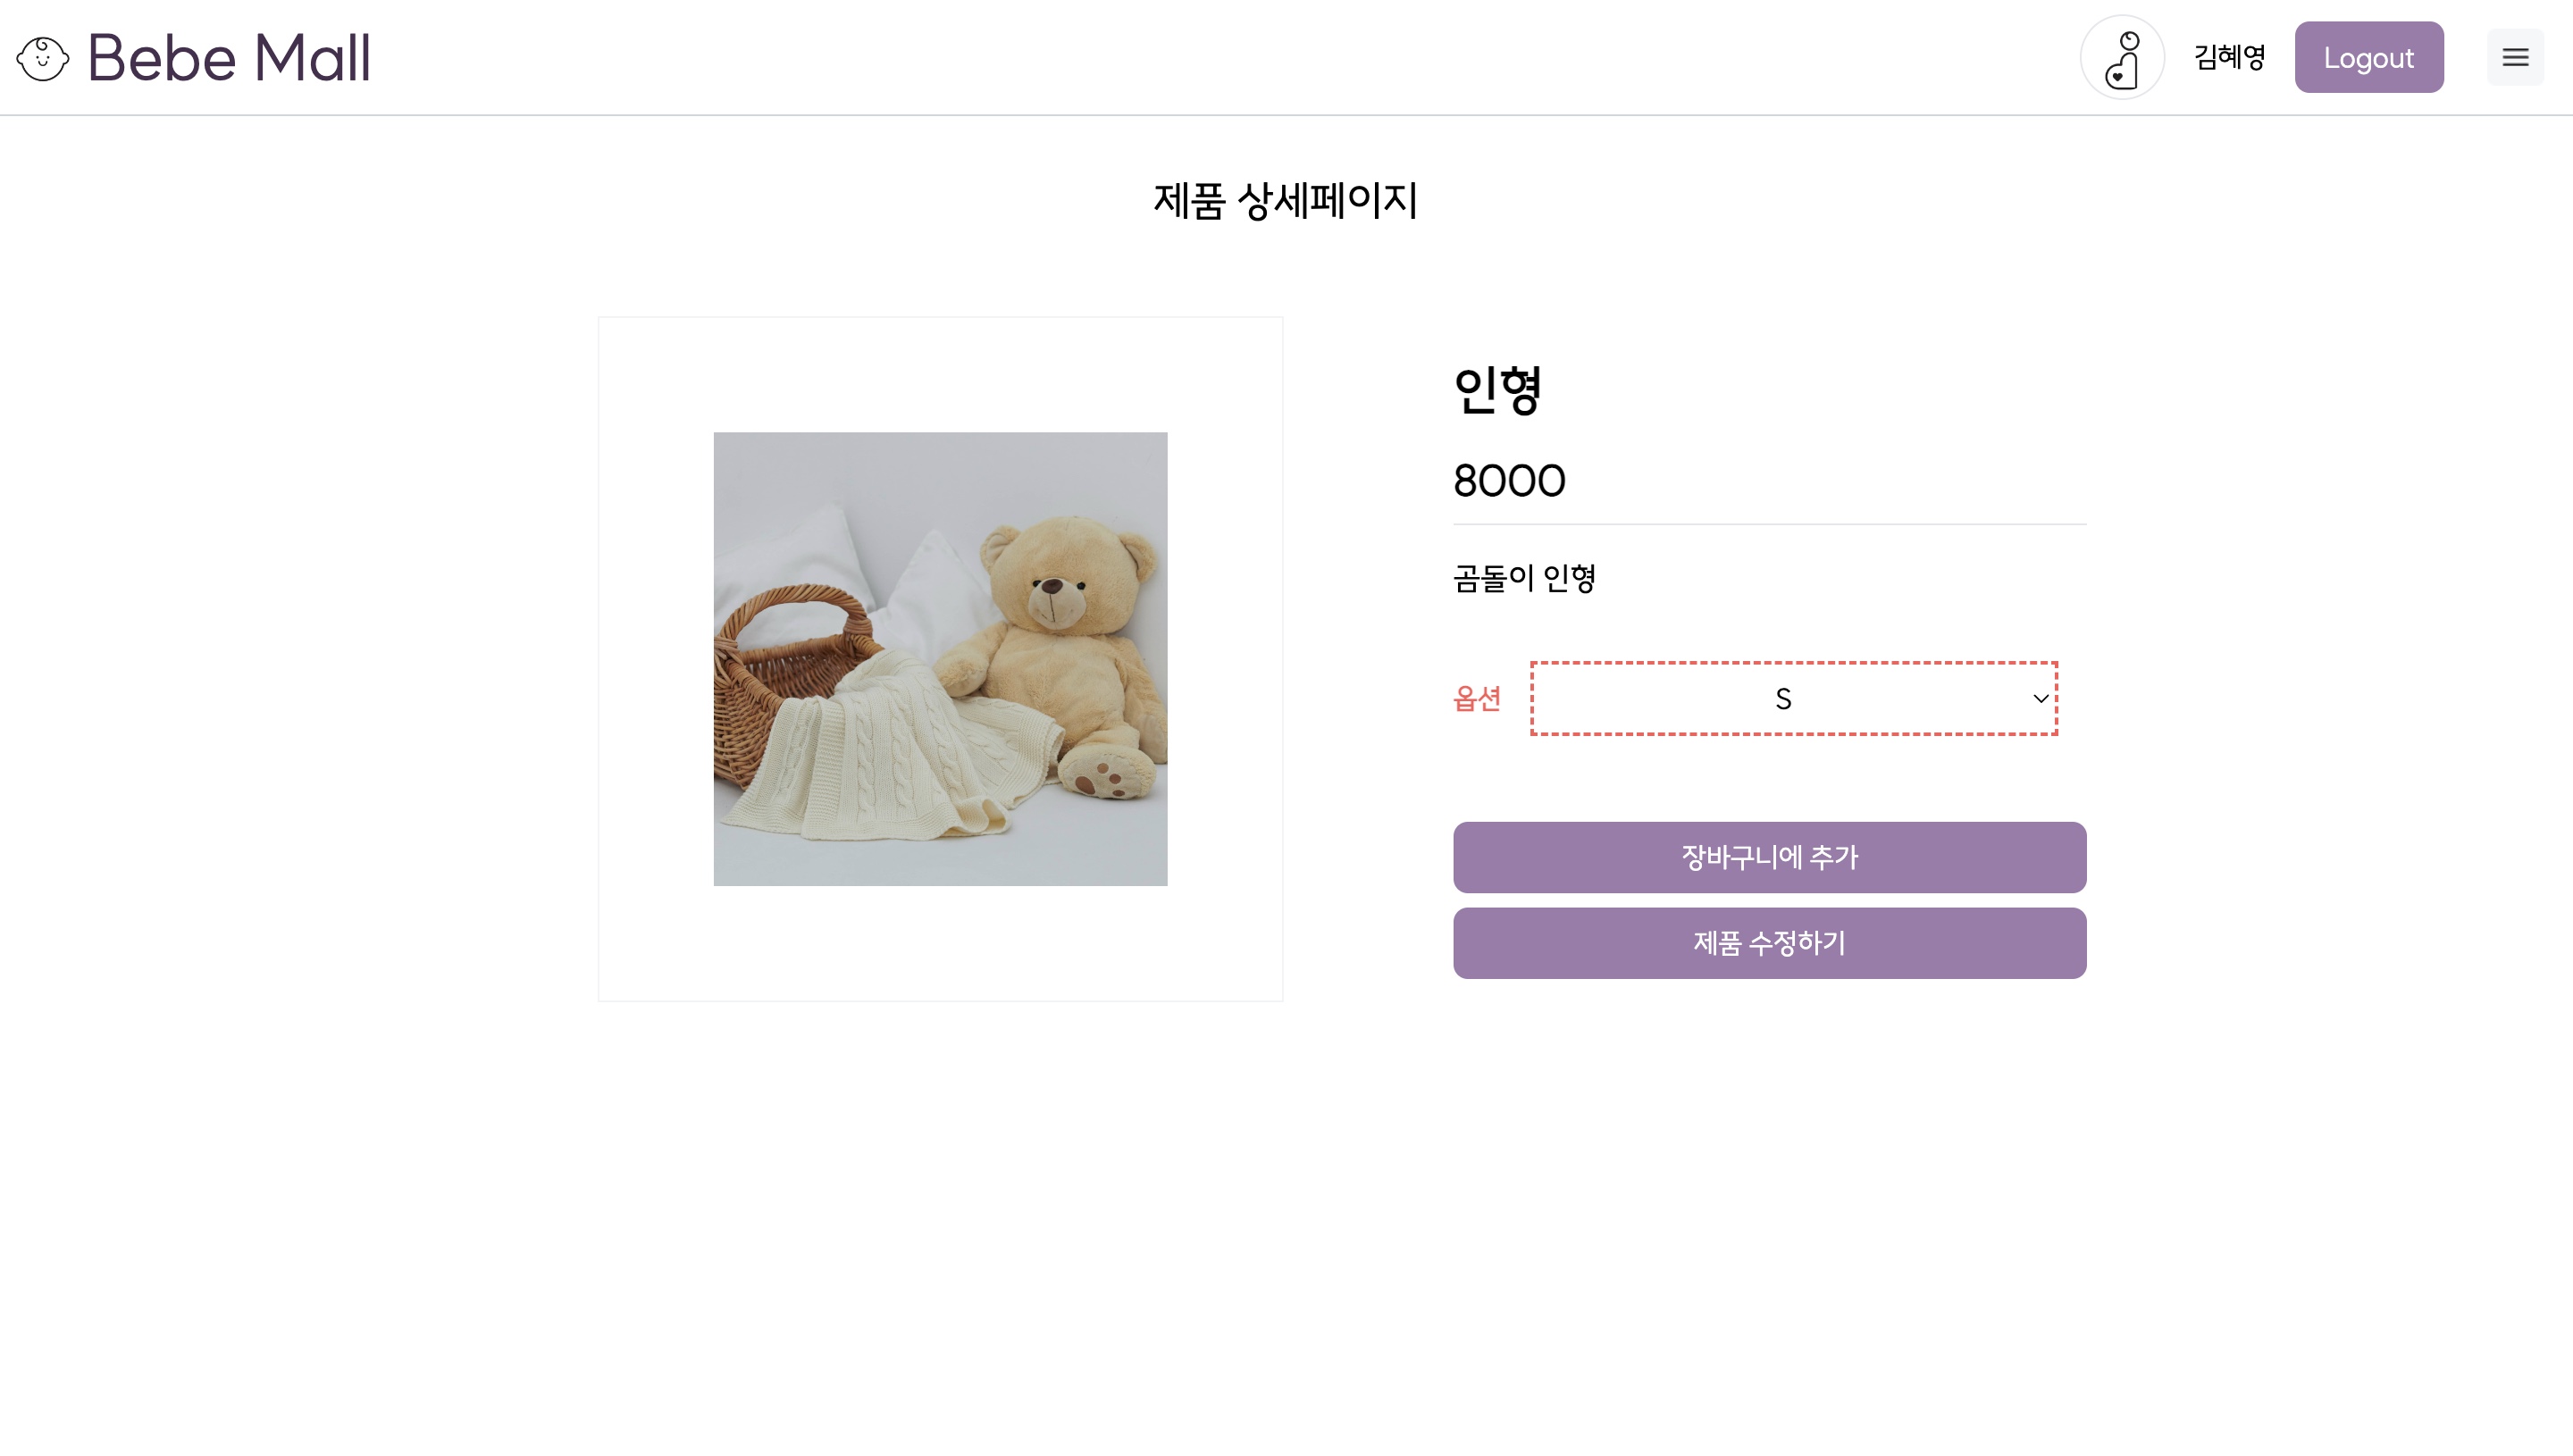 Bebe Mall
김혜영
Logout
제품 상세페이지
인형
8000
곰돌이 인형
옵션
S
장바구니에 추가
제품 수정하기